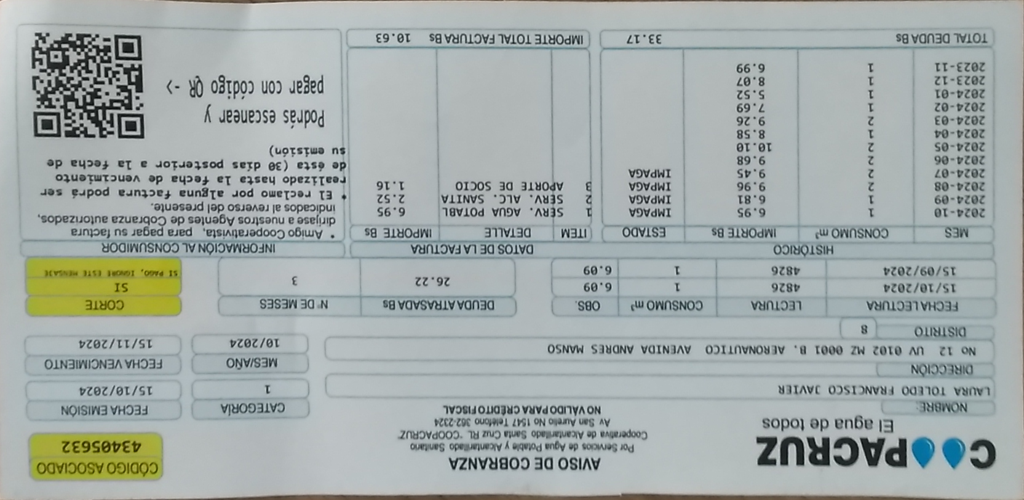 COOPACRUZ
El agua de todos
AVISO DE COBRANZA
Por Servicios de Agua Potable y Alcantarillado Sanitario
Cooperativa de Alcantarillado Santa Cruz RL. "COOPACRUZ"
Av San Aurelio No 1547 Teléfono 362-2324
NO VÁLIDO PARA CRÉDITO FISCAL
CÓDIGO ASOCIADO
43405632
NOMBRE:
LAURA TOLEDO FRANCISCO JAVIER
CATEGORÍA
1
FECHA EMISIÓN
15/10/2024
DIRECCIÓN
No 12 UV 0102 MZ 0001 B. AERONAUTICO AVENIDA ANDRES MANSO
MES/AÑO
10/2024
FECHA VENCIMIENTO
15/11/2024
DISTRITO 8
FECHA LECTURA LECTURA CONSUMO m³ OBS.
15/10/2024 4826 1 6.09
15/09/2024 4826 1 6.09
DEUDA ATRASADA Bs N° DE MESES
26.22 3
CORTE
SI
SI PAGO, IGNORE ESTE MENSAJE
HISTÓRICO
MES CONSUMO m³ IMPORTE Bs ESTADO
2024-10 1 6.95 IMPAGA
2024-09 1 6.81 IMPAGA
2024-08 2 9.96 IMPAGA
2024-07 2 9.45 IMPAGA
2024-06 2 9.68
2024-05 2 10.10
2024-04 1 8.58
2024-03 2 9.26
2024-02 1 7.69
2024-01 1 5.52
2023-12 1 8.07
2023-11 1 6.99
TOTAL DEUDA Bs 33.17
DATOS DE LA FACTURA
ITEM DETALLE IMPORTE Bs
1 SERV. AGUA POTABL 6.95
2 SERV. ALC. SANITA 2.52
3 APORTE DE SOCIO 1.16
IMPORTE TOTAL FACTURA Bs 10.63
INFORMACIÓN AL CONSUMIDOR
* Amigo Cooperativista, para pagar su factura
diríjase a nuestros Agentes de Cobranza autorizados,
indicados al reverso del presente.
* El reclamo por alguna factura podrá ser
realizado hasta la fecha de vencimiento
de ésta (30 días posterior a la fecha de
su emisión)
Podrás escanear y
pagar con código QR ->